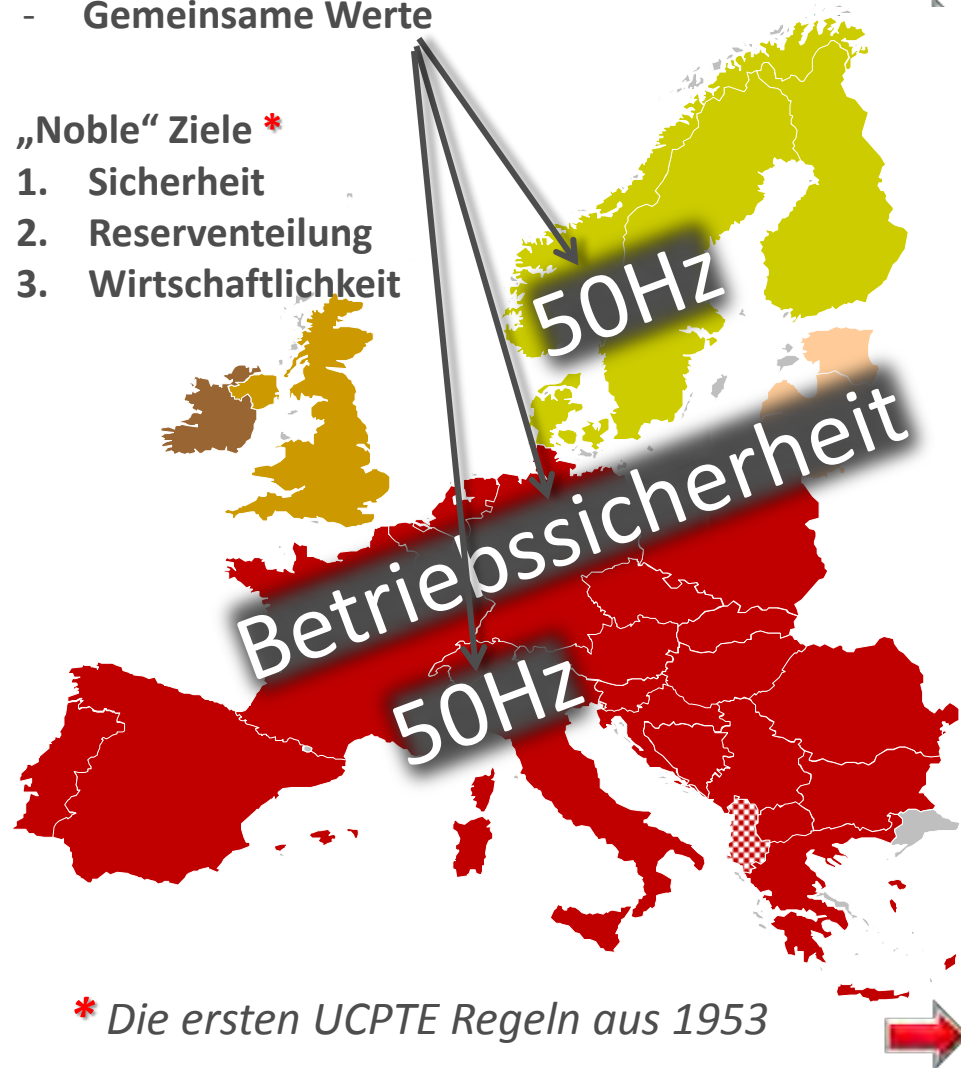 - Gemeinsame Werte
„Noble“ Ziele *
1. Sicherheit
2. Reserventeilung
3. Wirtschaftlichkeit
50Hz
Betriebssicherheit
50Hz
* Die ersten UCPTE Regeln aus 1953